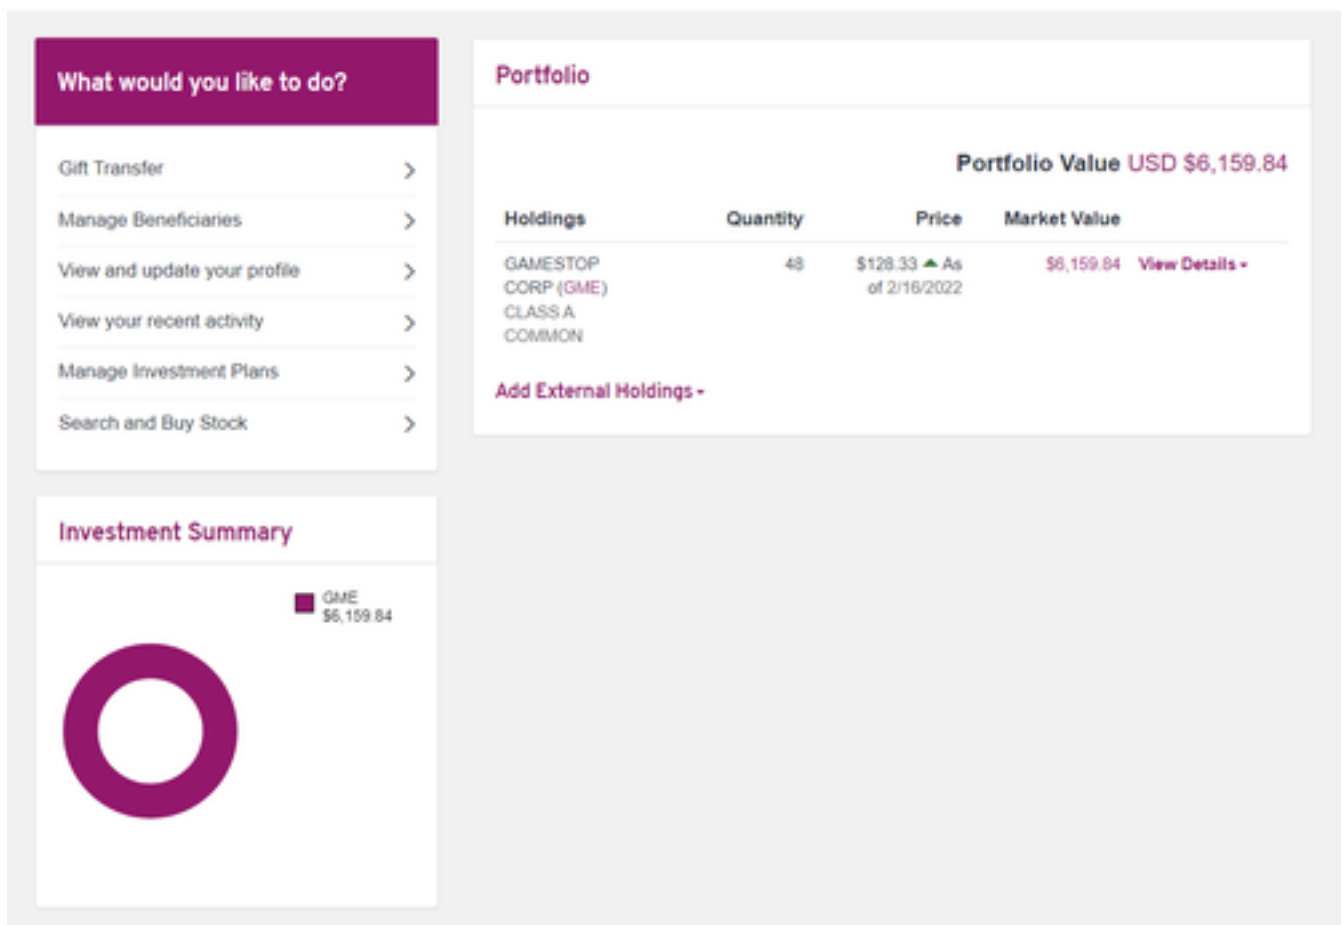 What would you like to do?
Gift Transfer
Manage Beneficiaries
View and update your profile
View your recent activity
Manage Investment Plans
Search and Buy Stock
Portfolio
Portfolio Value USD $6,159.84
Holdings Quantity Price Market Value
GAMESTOP 48 $128.33 As $6,159.84 View Details
CORP (GME) of 2/16/2022
CLASS A
COMMON
Add External Holdings
Investment Summary
GME
$6,159.84